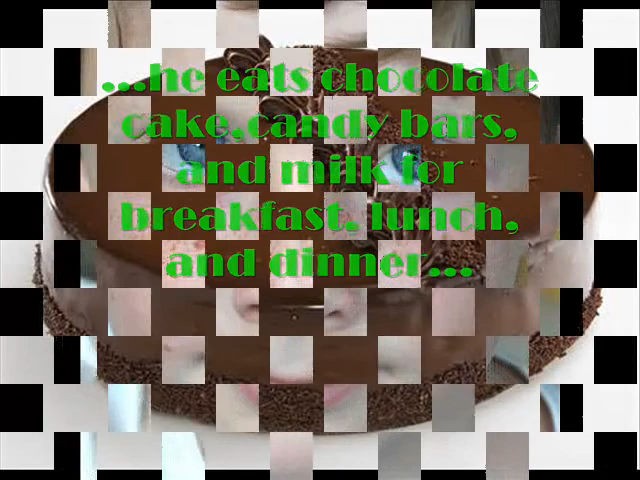 ...he eats chocolate
cake,candy bars,
and milk for
breakfast, lunch,
and dinner...